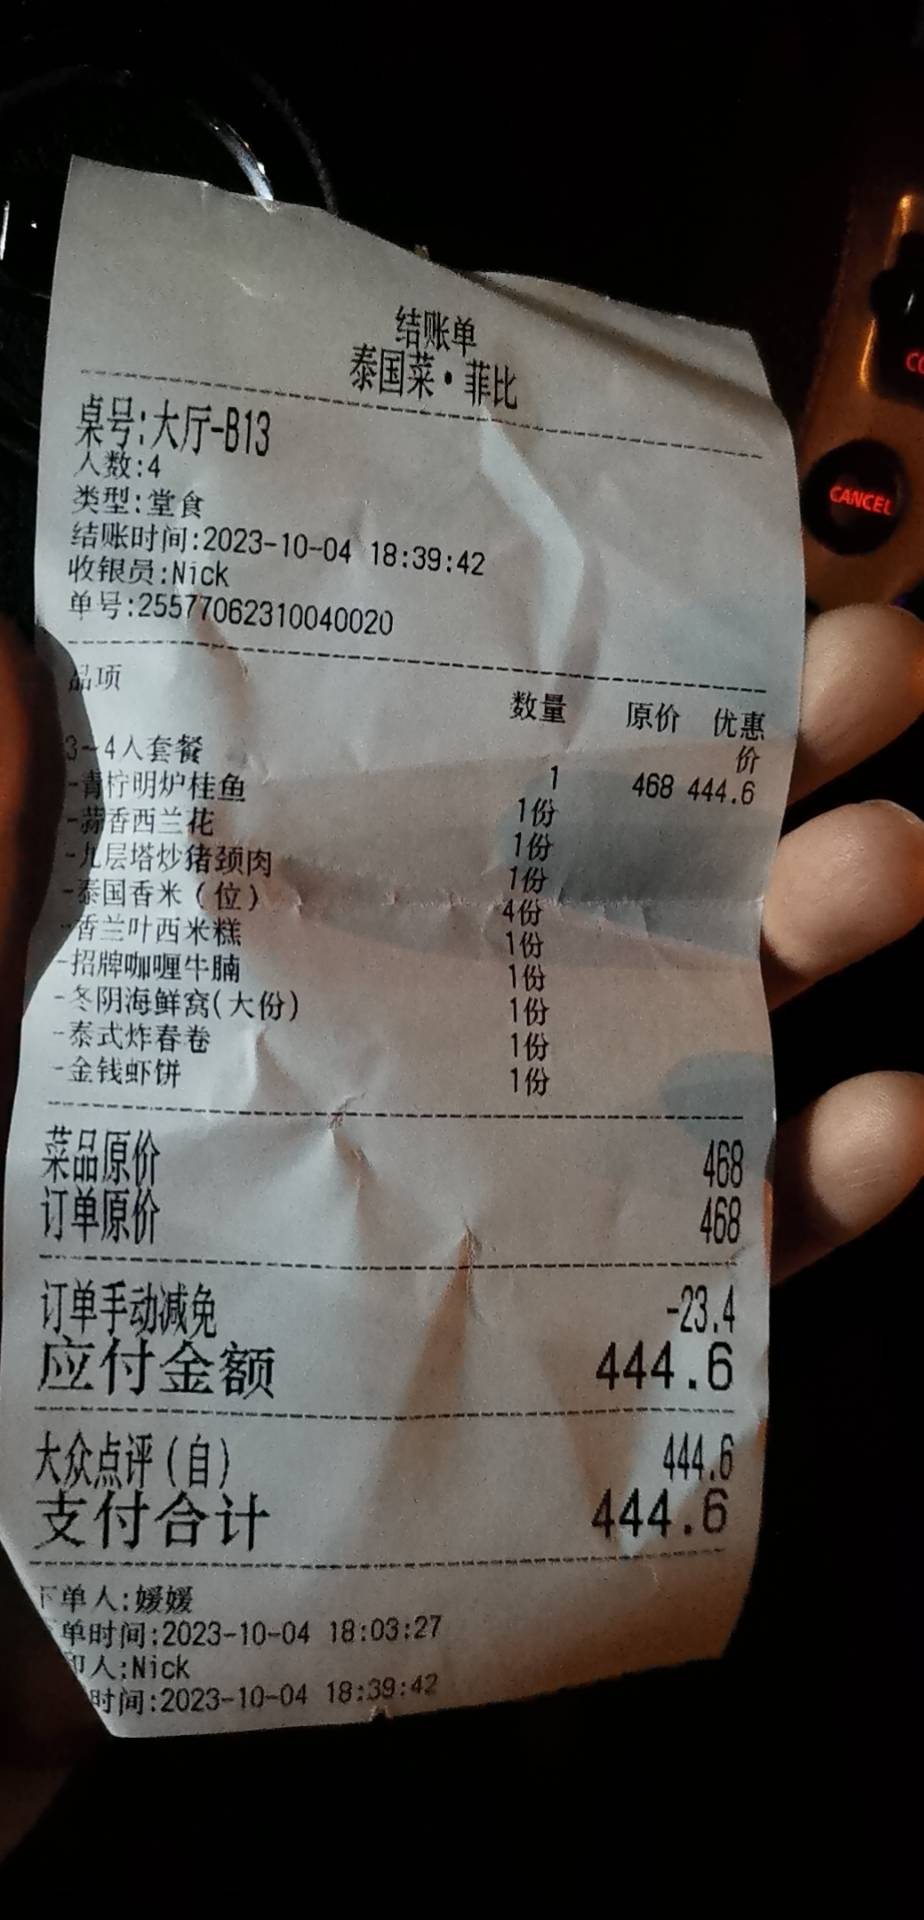 结账单
泰国菜·菲比
桌号:大厅-B13
人数:4
类型:堂食
结账时间:2023-10-04 18:39:42
收银员:Nick
单号:25577062310040020
品项 数量 原价 优惠价
3-4人套餐 1 468 444.6
-青柠明炉桂鱼 1份
-蒜香西兰花 1份
-九层塔炒猪颈肉 1份
-泰国香米(位) 4份
-香兰叶西米糕 1份
-招牌咖喱牛腩 1份
-冬阴海鲜窝(大份) 1份
-泰式炸春卷 1份
-金钱虾饼 1份
菜品原价 468
订单原价 468
订单手动减免 -23.4
应付金额 444.6
大众点评(自) 444.6
支付合计 444.6
下单人:媛媛
单时间:2023-10-04 18:03:27
印人:Nick
时间:2023-10-04 18:39:42
CANCEL